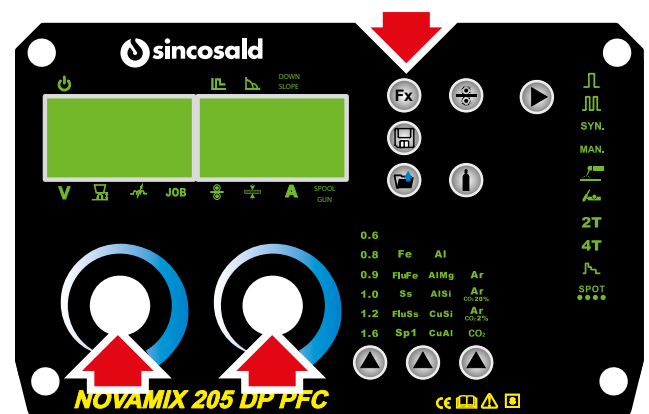 sincosald
DOWN
SLOPE
Fx
V JOB A SPOOL
GUN
SYN.
MAN.
2T
4T
SPOT
0.6
0.8 Fe Al
0.9 FluFe AlMg Ar
1.0 Ss AlSi Ar
CO2 20%
1.2 FluSs CuSi Ar
CO2 2%
1.6 Sp1 CuAl CO2
NOVAMIX 205 DP PFC CE